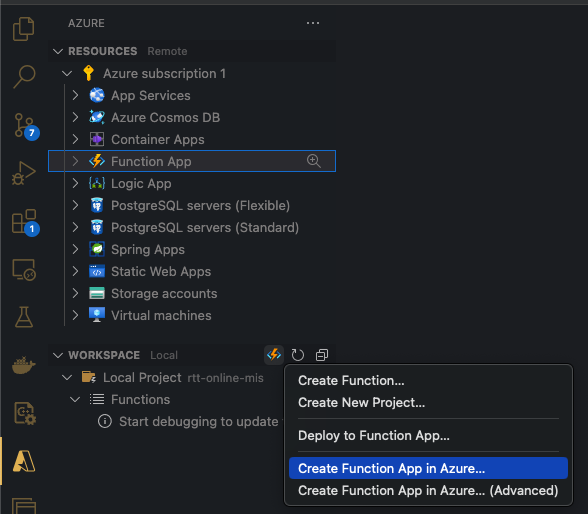 AZURE
RESOURCES Remote
Azure subscription 1
App Services
Azure Cosmos DB
Container Apps
Function App
Logic App
PostgreSQL servers (Flexible)
PostgreSQL servers (Standard)
Spring Apps
Static Web Apps
Storage accounts
Virtual machines
7
1
WORKSPACE Local
Local Project rtt-online-mis
Functions
Start debugging to update
Create Function...
Create New Project...
Deploy to Function App...
Create Function App in Azure...
Create Function App in Azure... (Advanced)